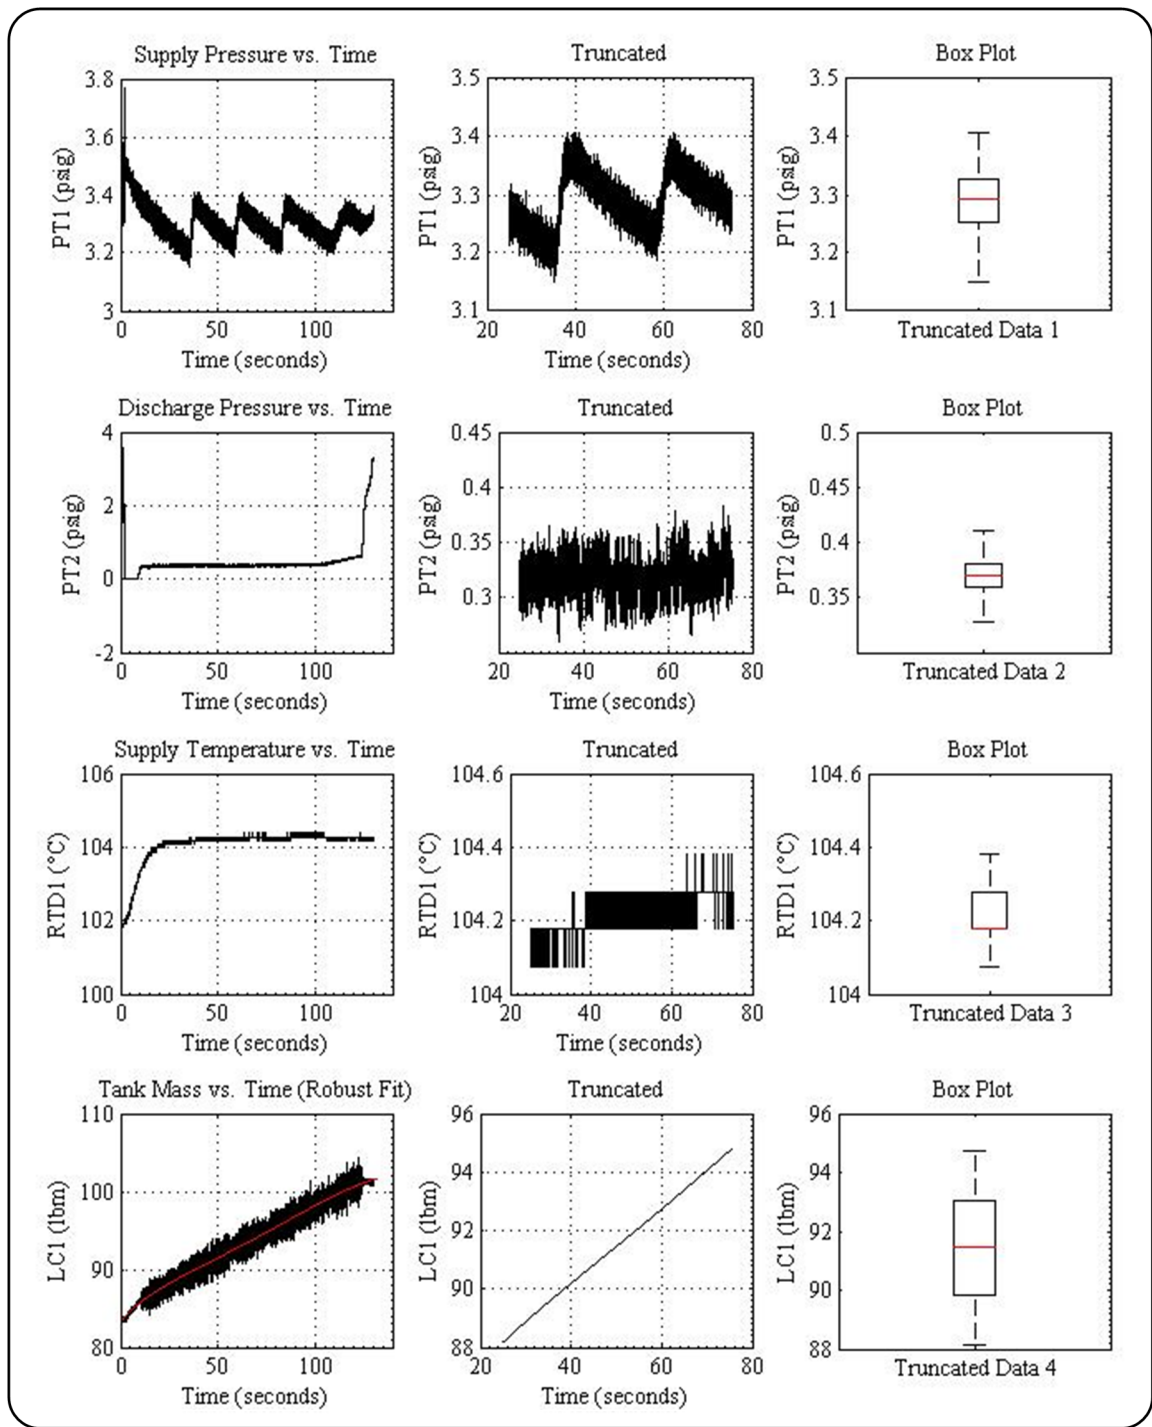 Supply Pressure vs. Time
Truncated
Box Plot
3.8
3.6
3.4
3.2
3
PT1 (psig)
0
50
100
Time (seconds)
3.5
3.4
3.3
3.2
3.1
PT1 (psig)
20
40
60
80
Time (seconds)
3.5
3.4
3.3
3.2
3.1
PT1 (psig)
Truncated Data 1
Discharge Pressure vs. Time
Truncated
Box Plot
4
2
0
-2
PT2 (psig)
0
50
100
Time (seconds)
0.45
0.4
0.35
0.3
PT2 (psig)
20
40
60
80
Time (seconds)
0.5
0.45
0.4
0.35
PT2 (psig)
Truncated Data 2
Supply Temperature vs. Time
Truncated
Box Plot
106
104
102
100
RTD1 (°C)
0
50
100
Time (seconds)
104.6
104.4
104.2
104
RTD1 (°C)
20
40
60
80
Time (seconds)
104.6
104.4
104.2
104
RTD1 (°C)
Truncated Data 3
Tank Mass vs. Time (Robust Fit)
Truncated
Box Plot
110
100
90
80
LC1 (lbm)
0
50
100
Time (seconds)
96
94
92
90
88
LC1 (lbm)
20
40
60
80
Time (seconds)
96
94
92
90
88
LC1 (lbm)
Truncated Data 4